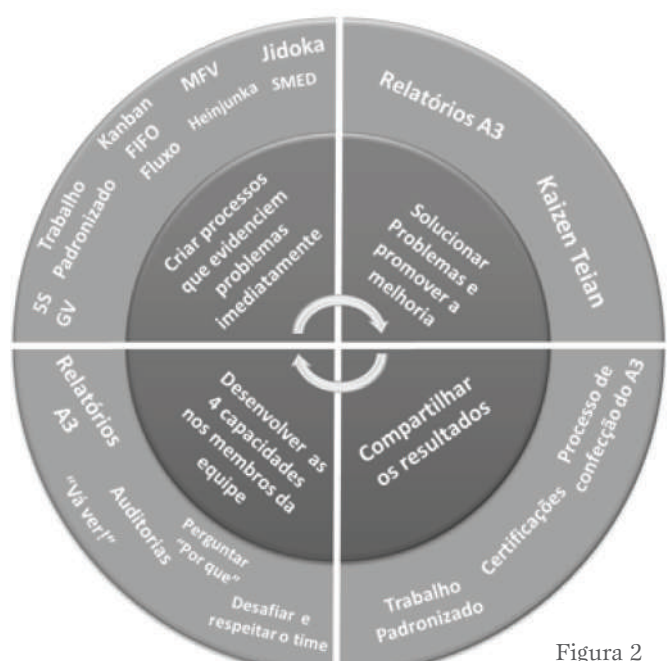 Jidoka
MFV
SMED
Heinjunka
Kanban
FIFO
Fluxo
Trabalho
Padronizado
5S
GV
Criar processos
que evidenciem
problemas
imediatamente
Relatórios A3
Kaizen Teian
Solucionar
Problemas e
promover a
melhoria
Relatórios
A3
"Vá ver!"
Auditorias
Perguntar
"Por que"
Desafiar e
respeitar o time
Desenvolver as
4 capacidades
nos membros da
equipe
Compartilhar
os resultados
Processo de
confecção do A3
Certificações
Trabalho
Padronizado
Figura 2